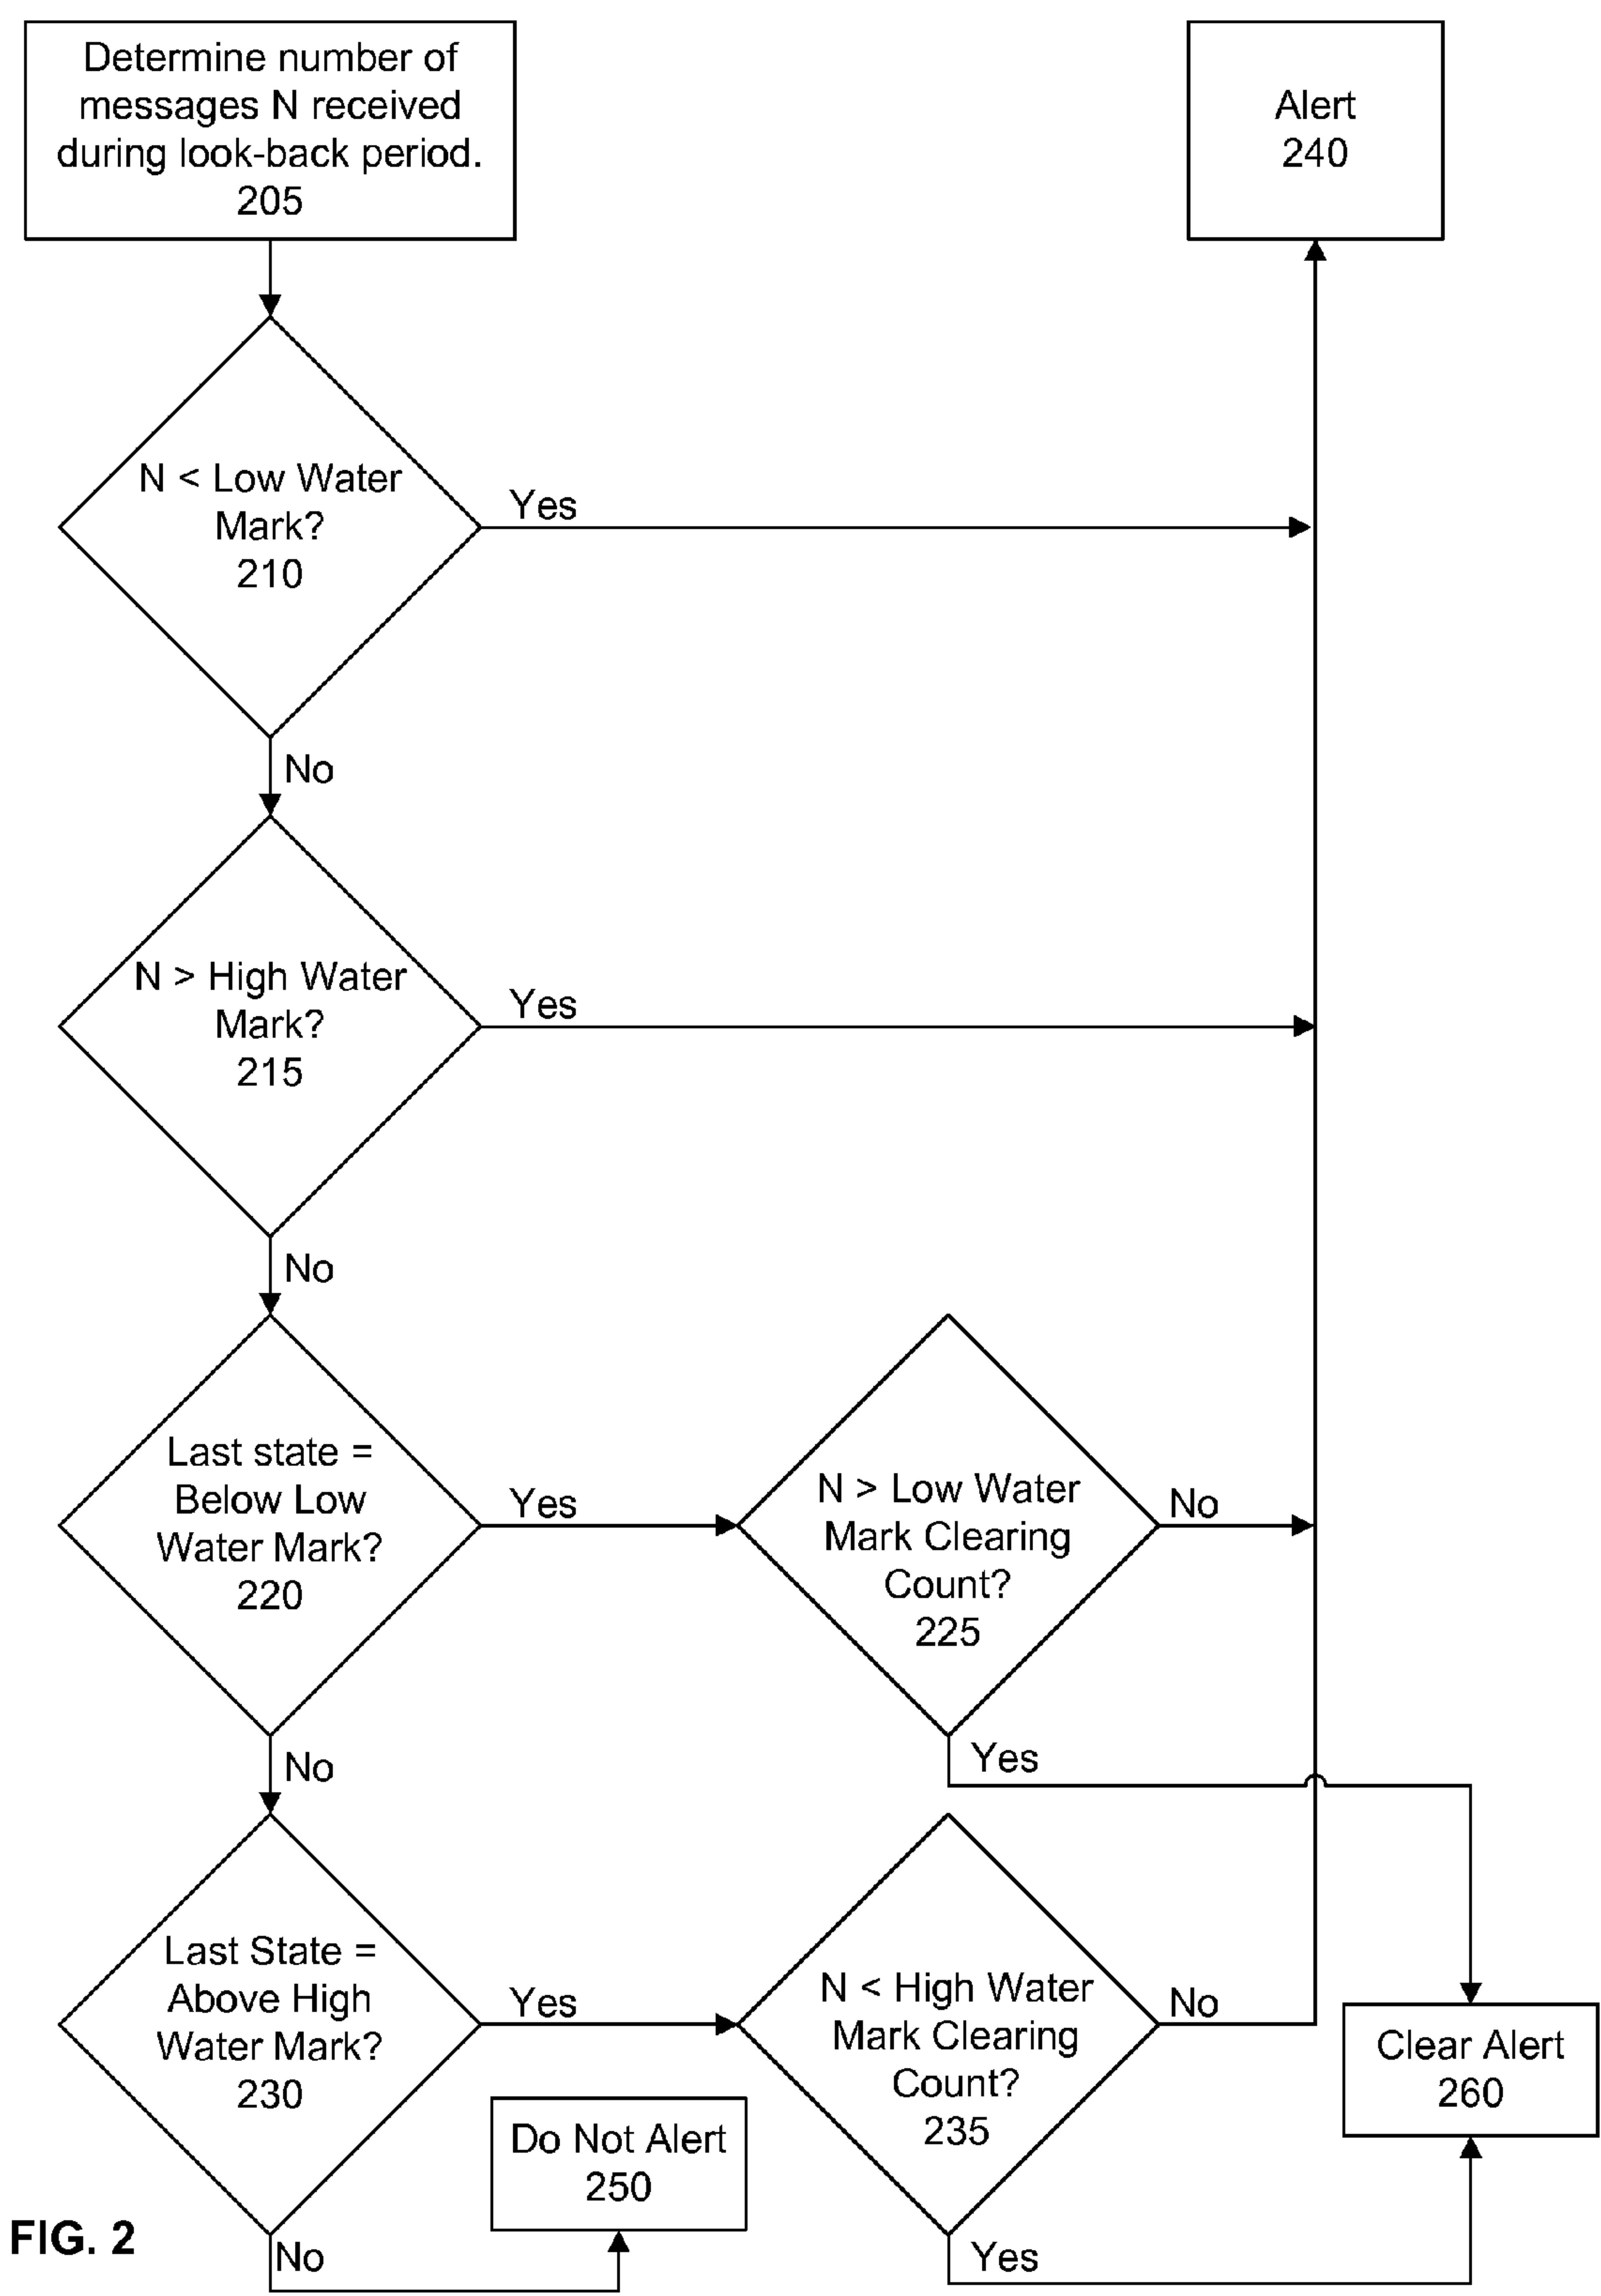 Determine number of
messages N received
during look-back period.
205
Alert
240
N < Low Water
Mark?
210
Yes
No
N > High Water
Mark?
215
Yes
No
Last state =
Below Low
Water Mark?
220
Yes
N > Low Water
Mark Clearing
Count?
225
No
Yes
No
Last State =
Above High
Water Mark?
230
Yes
N < High Water
Mark Clearing
Count?
235
No
Yes
Clear Alert
260
Do Not Alert
250
No
FIG. 2